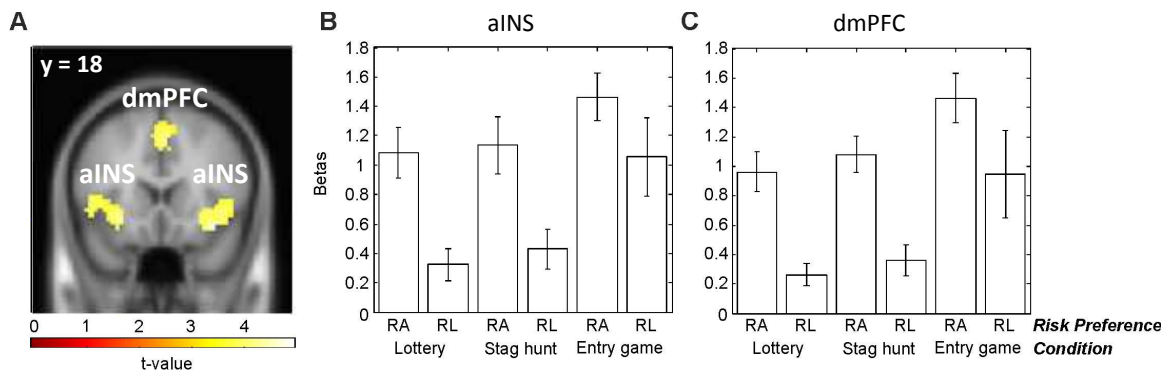 A
y = 18
dmPFC
aINS aINS
0 1 2 3 4
t-value
B
aINS
Betas
1.8
1.6
1.4
1.2
1
0.8
0.6
0.4
0.2
0
RA RL RA RL RA RL
Lottery Stag hunt Entry game
C
dmPFC
1.8
1.6
1.4
1.2
1
0.8
0.6
0.4
0.2
0
RA RL RA RL RA RL Risk Preference
Lottery Stag hunt Entry game Condition